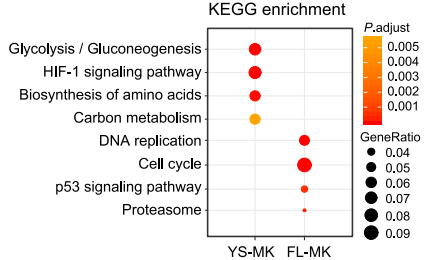 KEGG enrichment
Glycolysis / Gluconeogenesis
HIF-1 signaling pathway
Biosynthesis of amino acids
Carbon metabolism
DNA replication
Cell cycle
p53 signaling pathway
Proteasome
YS-MK FL-MK
P.adjust
0.005
0.004
0.003
0.002
0.001
GeneRatio
0.04
0.05
0.06
0.07
0.08
0.09